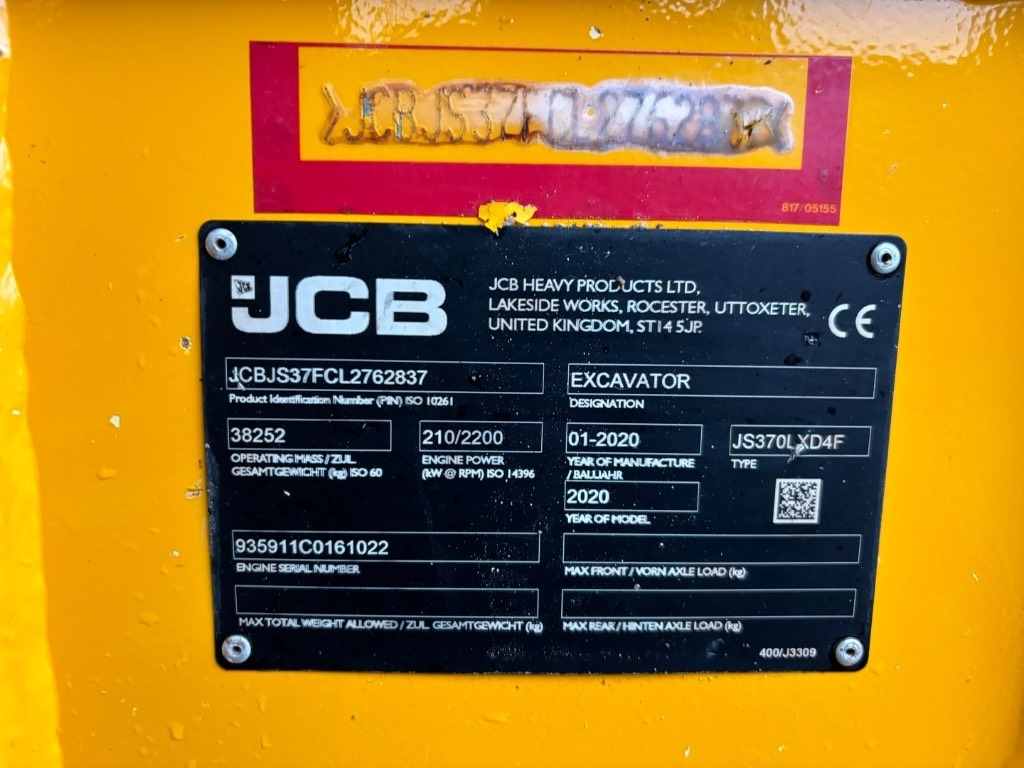 817/05155
JCB
JCB HEAVY PRODUCTS LTD,
LAKESIDE WORKS, ROCESTER, UTTOXETER,
UNITED KINGDOM, ST14 5JP.
CE
JCBJS37FCL2762837
Product Identification Number (PIN) ISO 10261
EXCAVATOR
DESIGNATION
38252
OPERATING MASS / ZUL.
GESAMTGEWICHT (kg) ISO 60
210/2200
ENGINE POWER
(kW @ RPM) ISO 14396
01-2020
YEAR OF MANUFACTURE
/ BAUJAHR
JS370LXD4F
TYPE
2020
YEAR OF MODEL
935911C0161022
ENGINE SERIAL NUMBER
MAX FRONT / VORN AXLE LOAD (kg)
MAX TOTAL WEIGHT ALLOWED / ZUL. GESAMTGEWICHT (kg)
MAX REAR / HINTEN AXLE LOAD (kg)
400/J3309